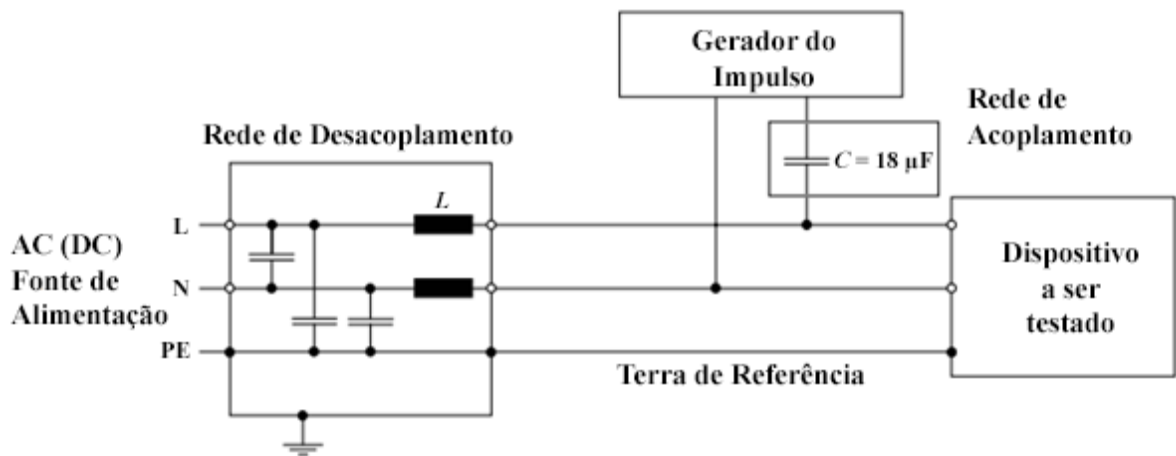 Gerador do
Impulso
Rede de
Acoplamento
Rede de Desacoplamento
C = 18 µF
L
L
AC (DC)
Fonte de
Alimentação
N
PE
Dispositivo
a ser
testado
Terra de Referência